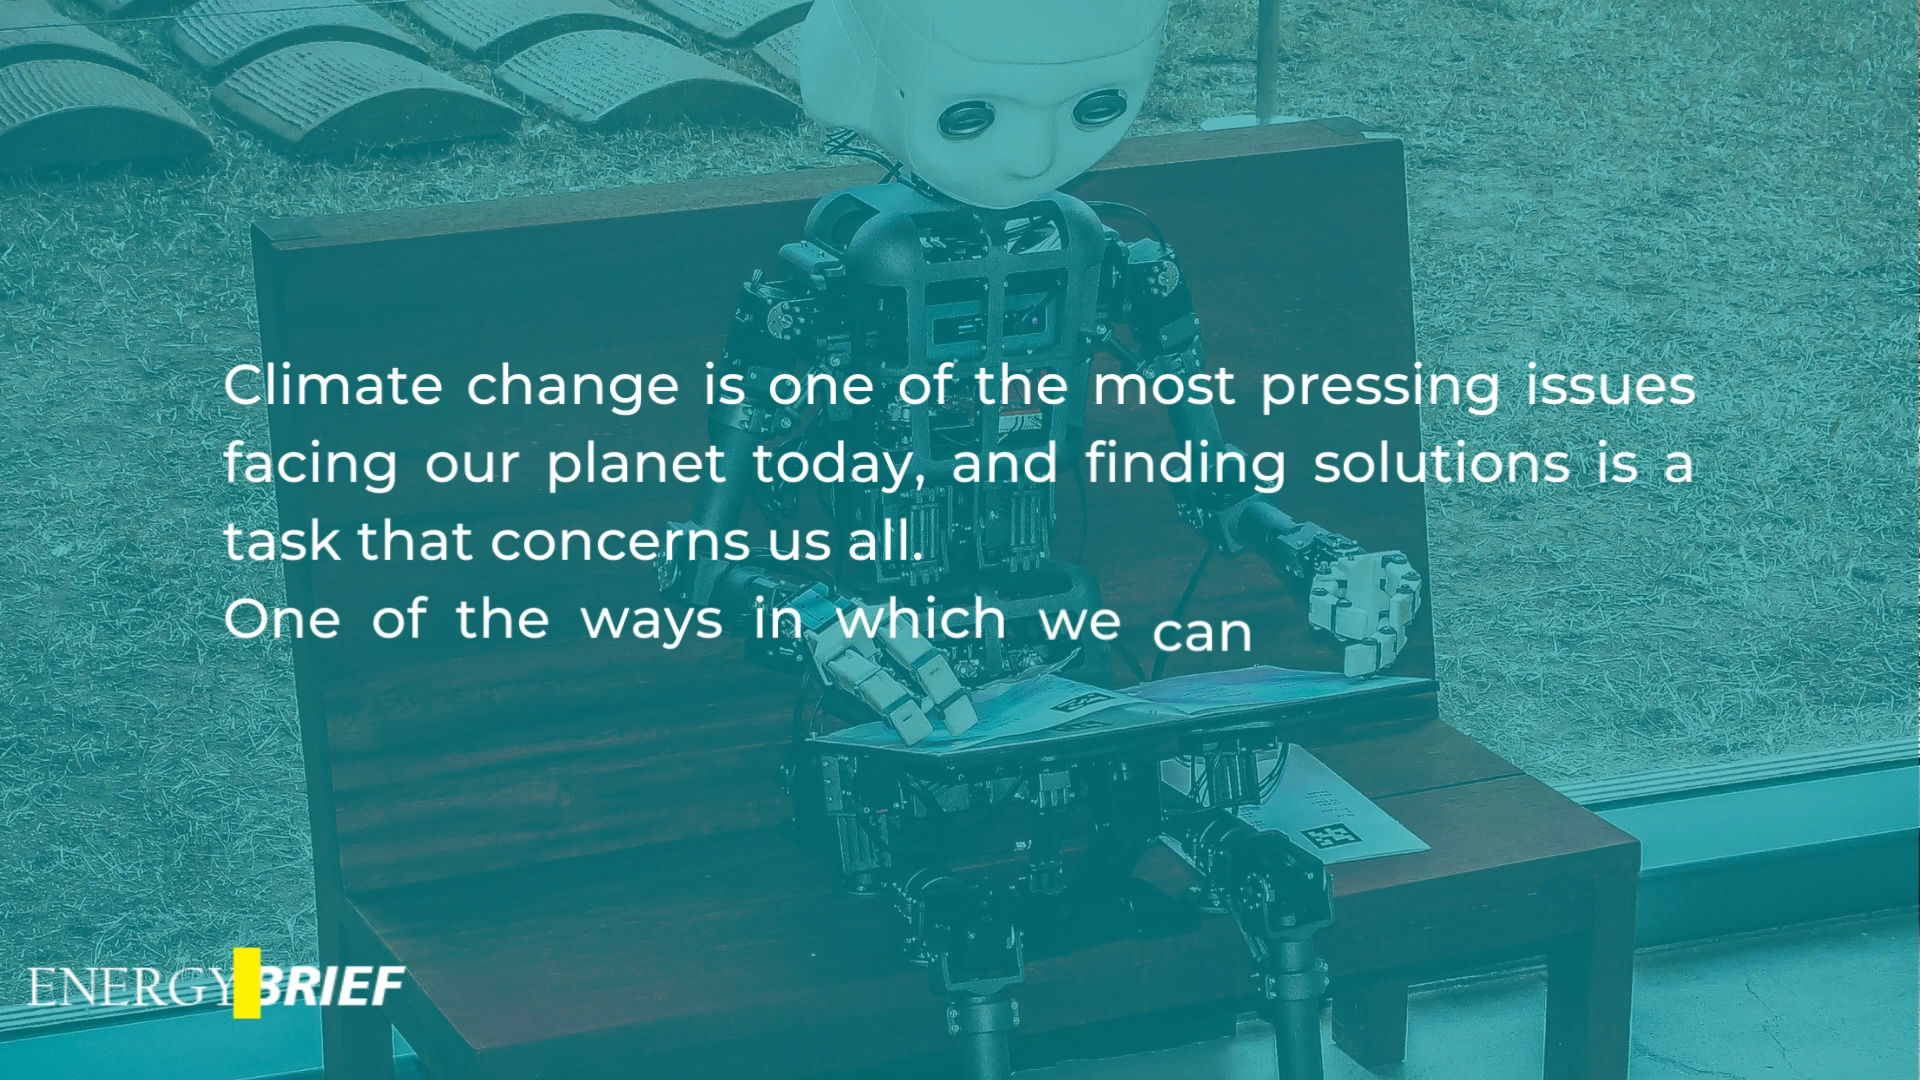 Climate change is one of the most pressing issues
facing our planet today, and finding solutions is a
task that concerns us all.
One of the ways in which we can
ENERGY BRIEF